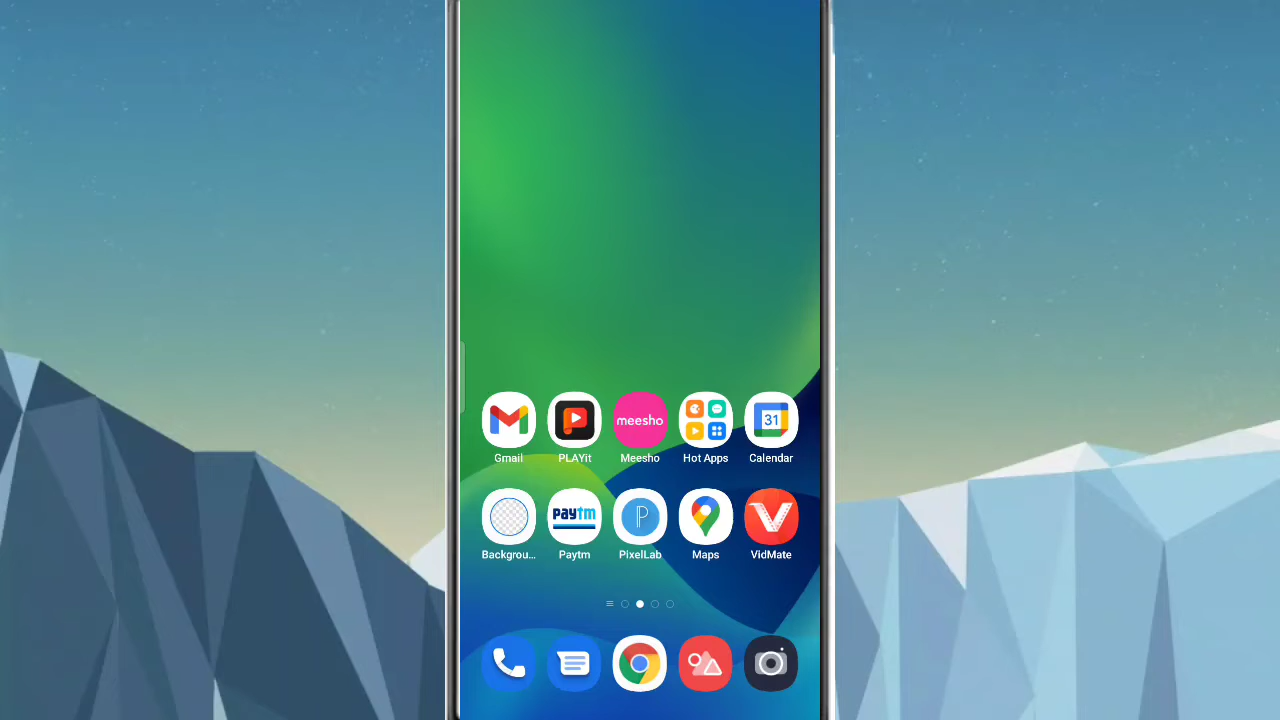 meesho
31
Gmail PLAYit Meesho Hot Apps Calendar
paytm P
Backgrou... Paytm PixelLab Maps VidMate